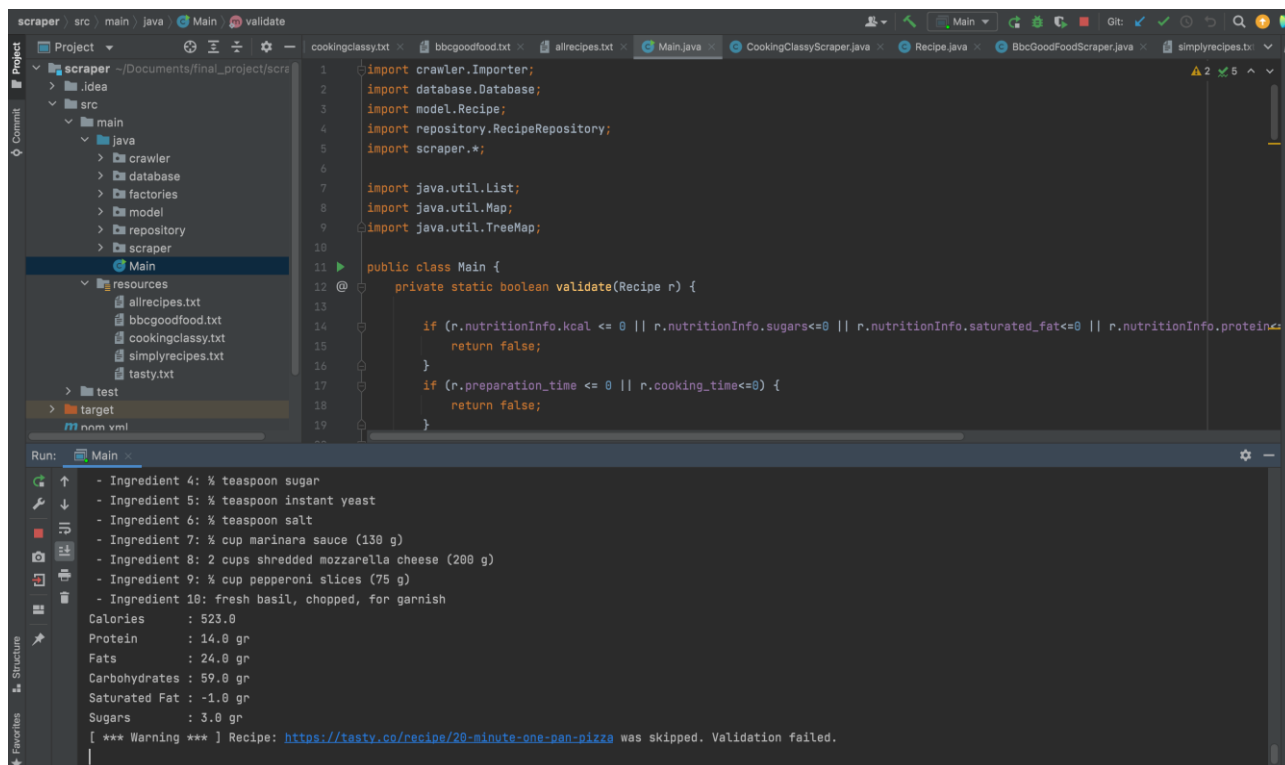 scraper src main java Main validate
Main Git:
Project
cookingclassy.txt bbcgoodfood.txt allrecipes.txt Main.java CookingClassyScraper.java Recipe.java BbcGoodFoodScraper.java simplyrecipes.tx
Project
Commit
Structure
Favorites
scraper ~/Documents/final_project/scra
.idea
src
main
java
crawler
database
factories
model
repository
scraper
Main
resources
allrecipes.txt
bbcgoodfood.txt
cookingclassy.txt
simplyrecipes.txt
tasty.txt
test
target
pom.xml
2 5
1 import crawler.Importer;
2 import database.Database;
3 import model.Recipe;
4 import repository.RecipeRepository;
5 import scraper.*;
6
7 import java.util.List;
8 import java.util.Map;
9 import java.util.TreeMap;
10
11 public class Main {
12 @ private static boolean validate(Recipe r) {
13
14 if (r.nutritionInfo.kcal <= 0 || r.nutritionInfo.sugars<=0 || r.nutritionInfo.saturated_fat<=0 || r.nutritionInfo.protein<
15 return false;
16 }
17 if (r.preparation_time <= 0 || r.cooking_time<=0) {
18 return false;
19 }
Run: Main
- Ingredient 4: % teaspoon sugar
- Ingredient 5: % teaspoon instant yeast
- Ingredient 6: % teaspoon salt
- Ingredient 7: % cup marinara sauce (130 g)
- Ingredient 8: 2 cups shredded mozzarella cheese (200 g)
- Ingredient 9: % cup pepperoni slices (75 g)
- Ingredient 10: fresh basil, chopped, for garnish
Calories : 523.0
Protein : 14.0 gr
Fats : 24.0 gr
Carbohydrates : 59.0 gr
Saturated Fat : -1.0 gr
Sugars : 3.0 gr
[ *** Warning *** ] Recipe: https://tasty.co/recipe/20-minute-one-pan-pizza was skipped. Validation failed.